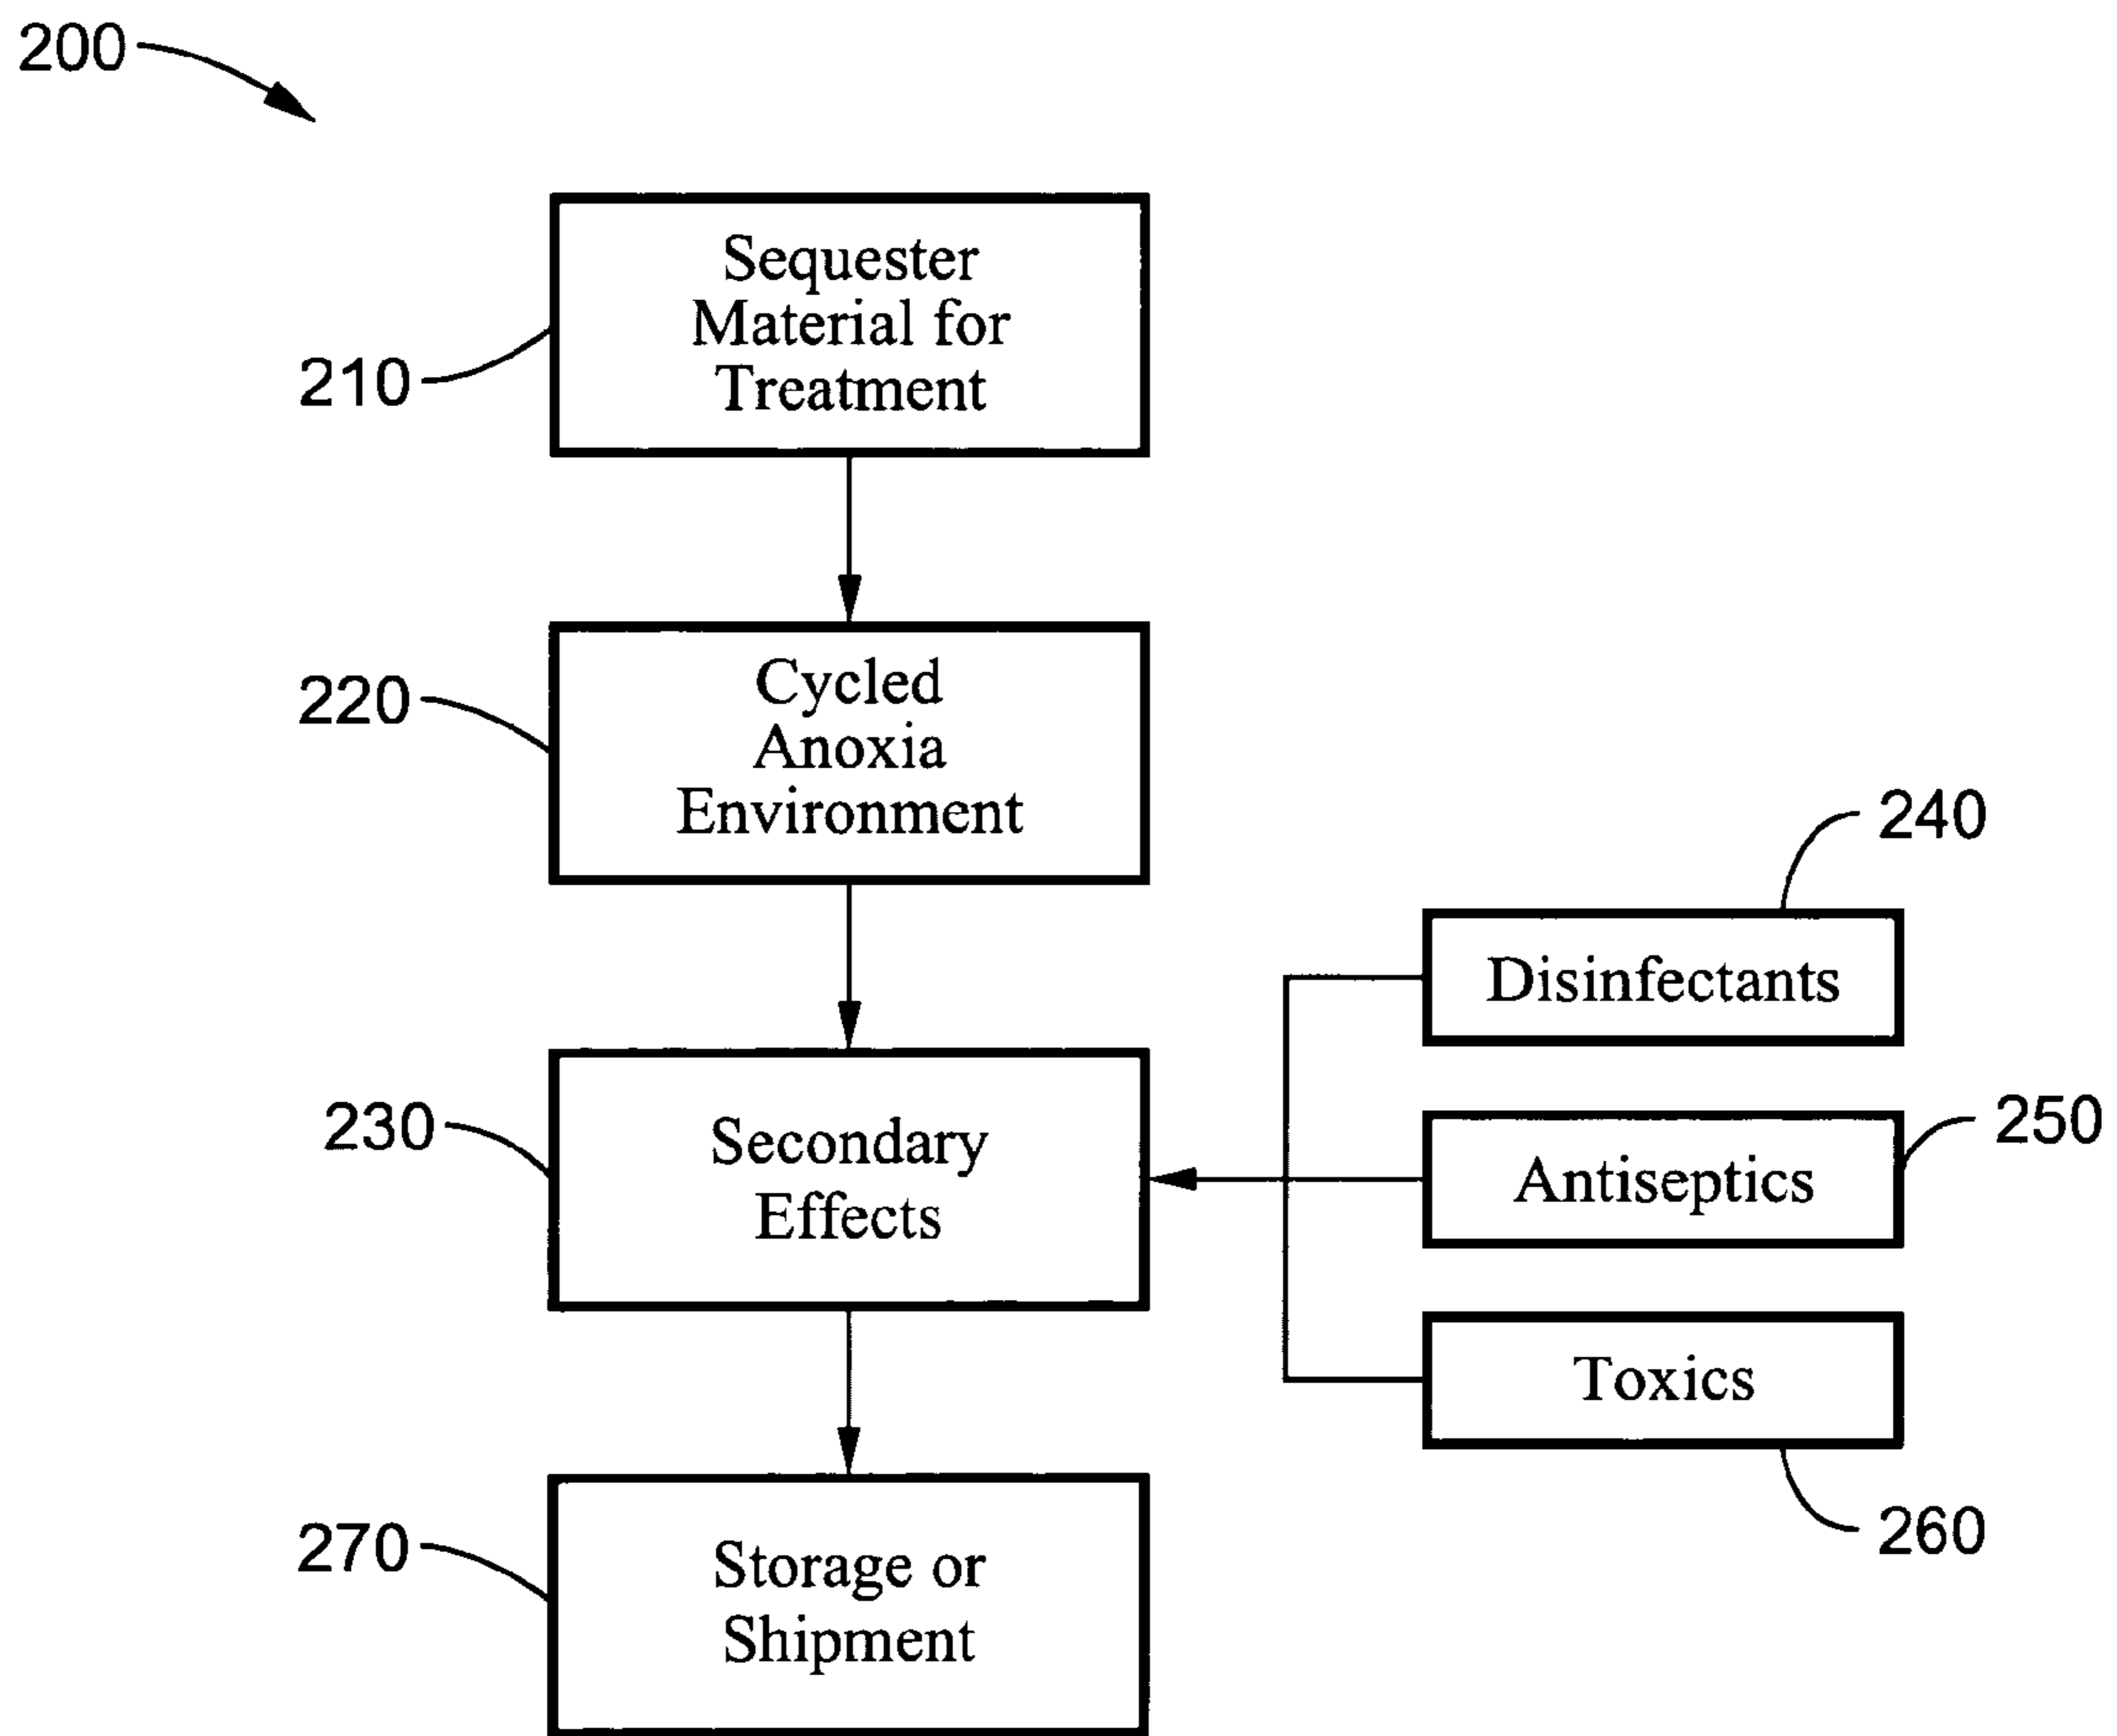 200
Sequester
Material for
Treatment
210
Cycled
Anoxia
Environment
220
Secondary
Effects
230
Disinfectants
240
Antiseptics
250
Toxics
260
Storage or
Shipment
270